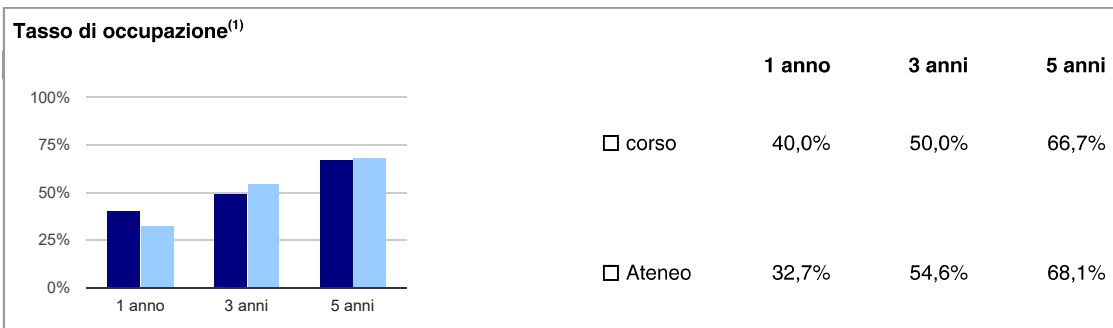 Tasso di occupazione(1)
1 anno 3 anni 5 anni
100%
75%
50%
25%
0%
1 anno 3 anni 5 anni
corso 40,0% 50,0% 66,7%
Ateneo 32,7% 54,6% 68,1%